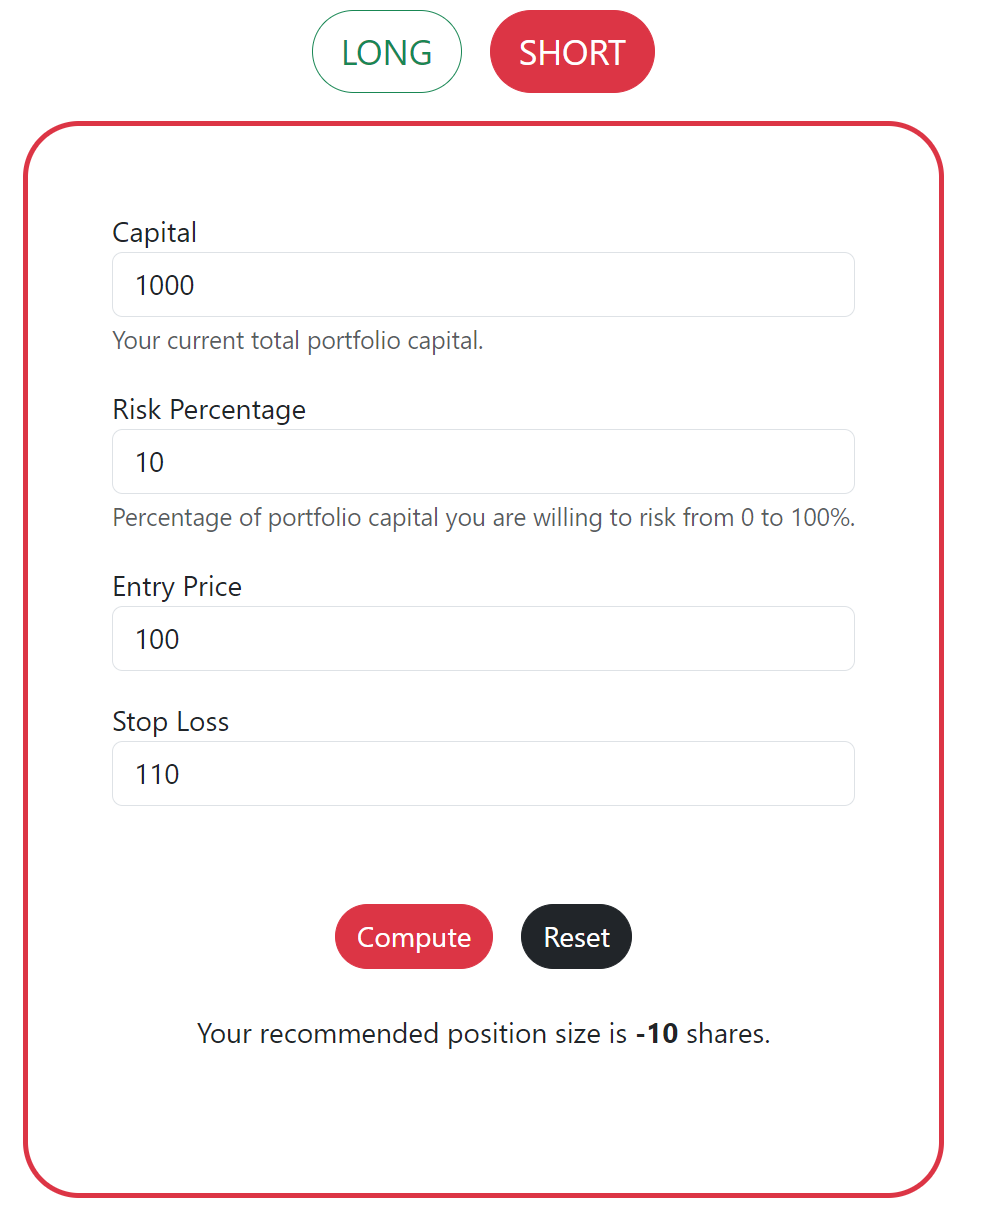 LONG SHORT
Capital
1000
Your current total portfolio capital.
Risk Percentage
10
Percentage of portfolio capital you are willing to risk from 0 to 100%.
Entry Price
100
Stop Loss
110
Compute Reset
Your recommended position size is -10 shares.